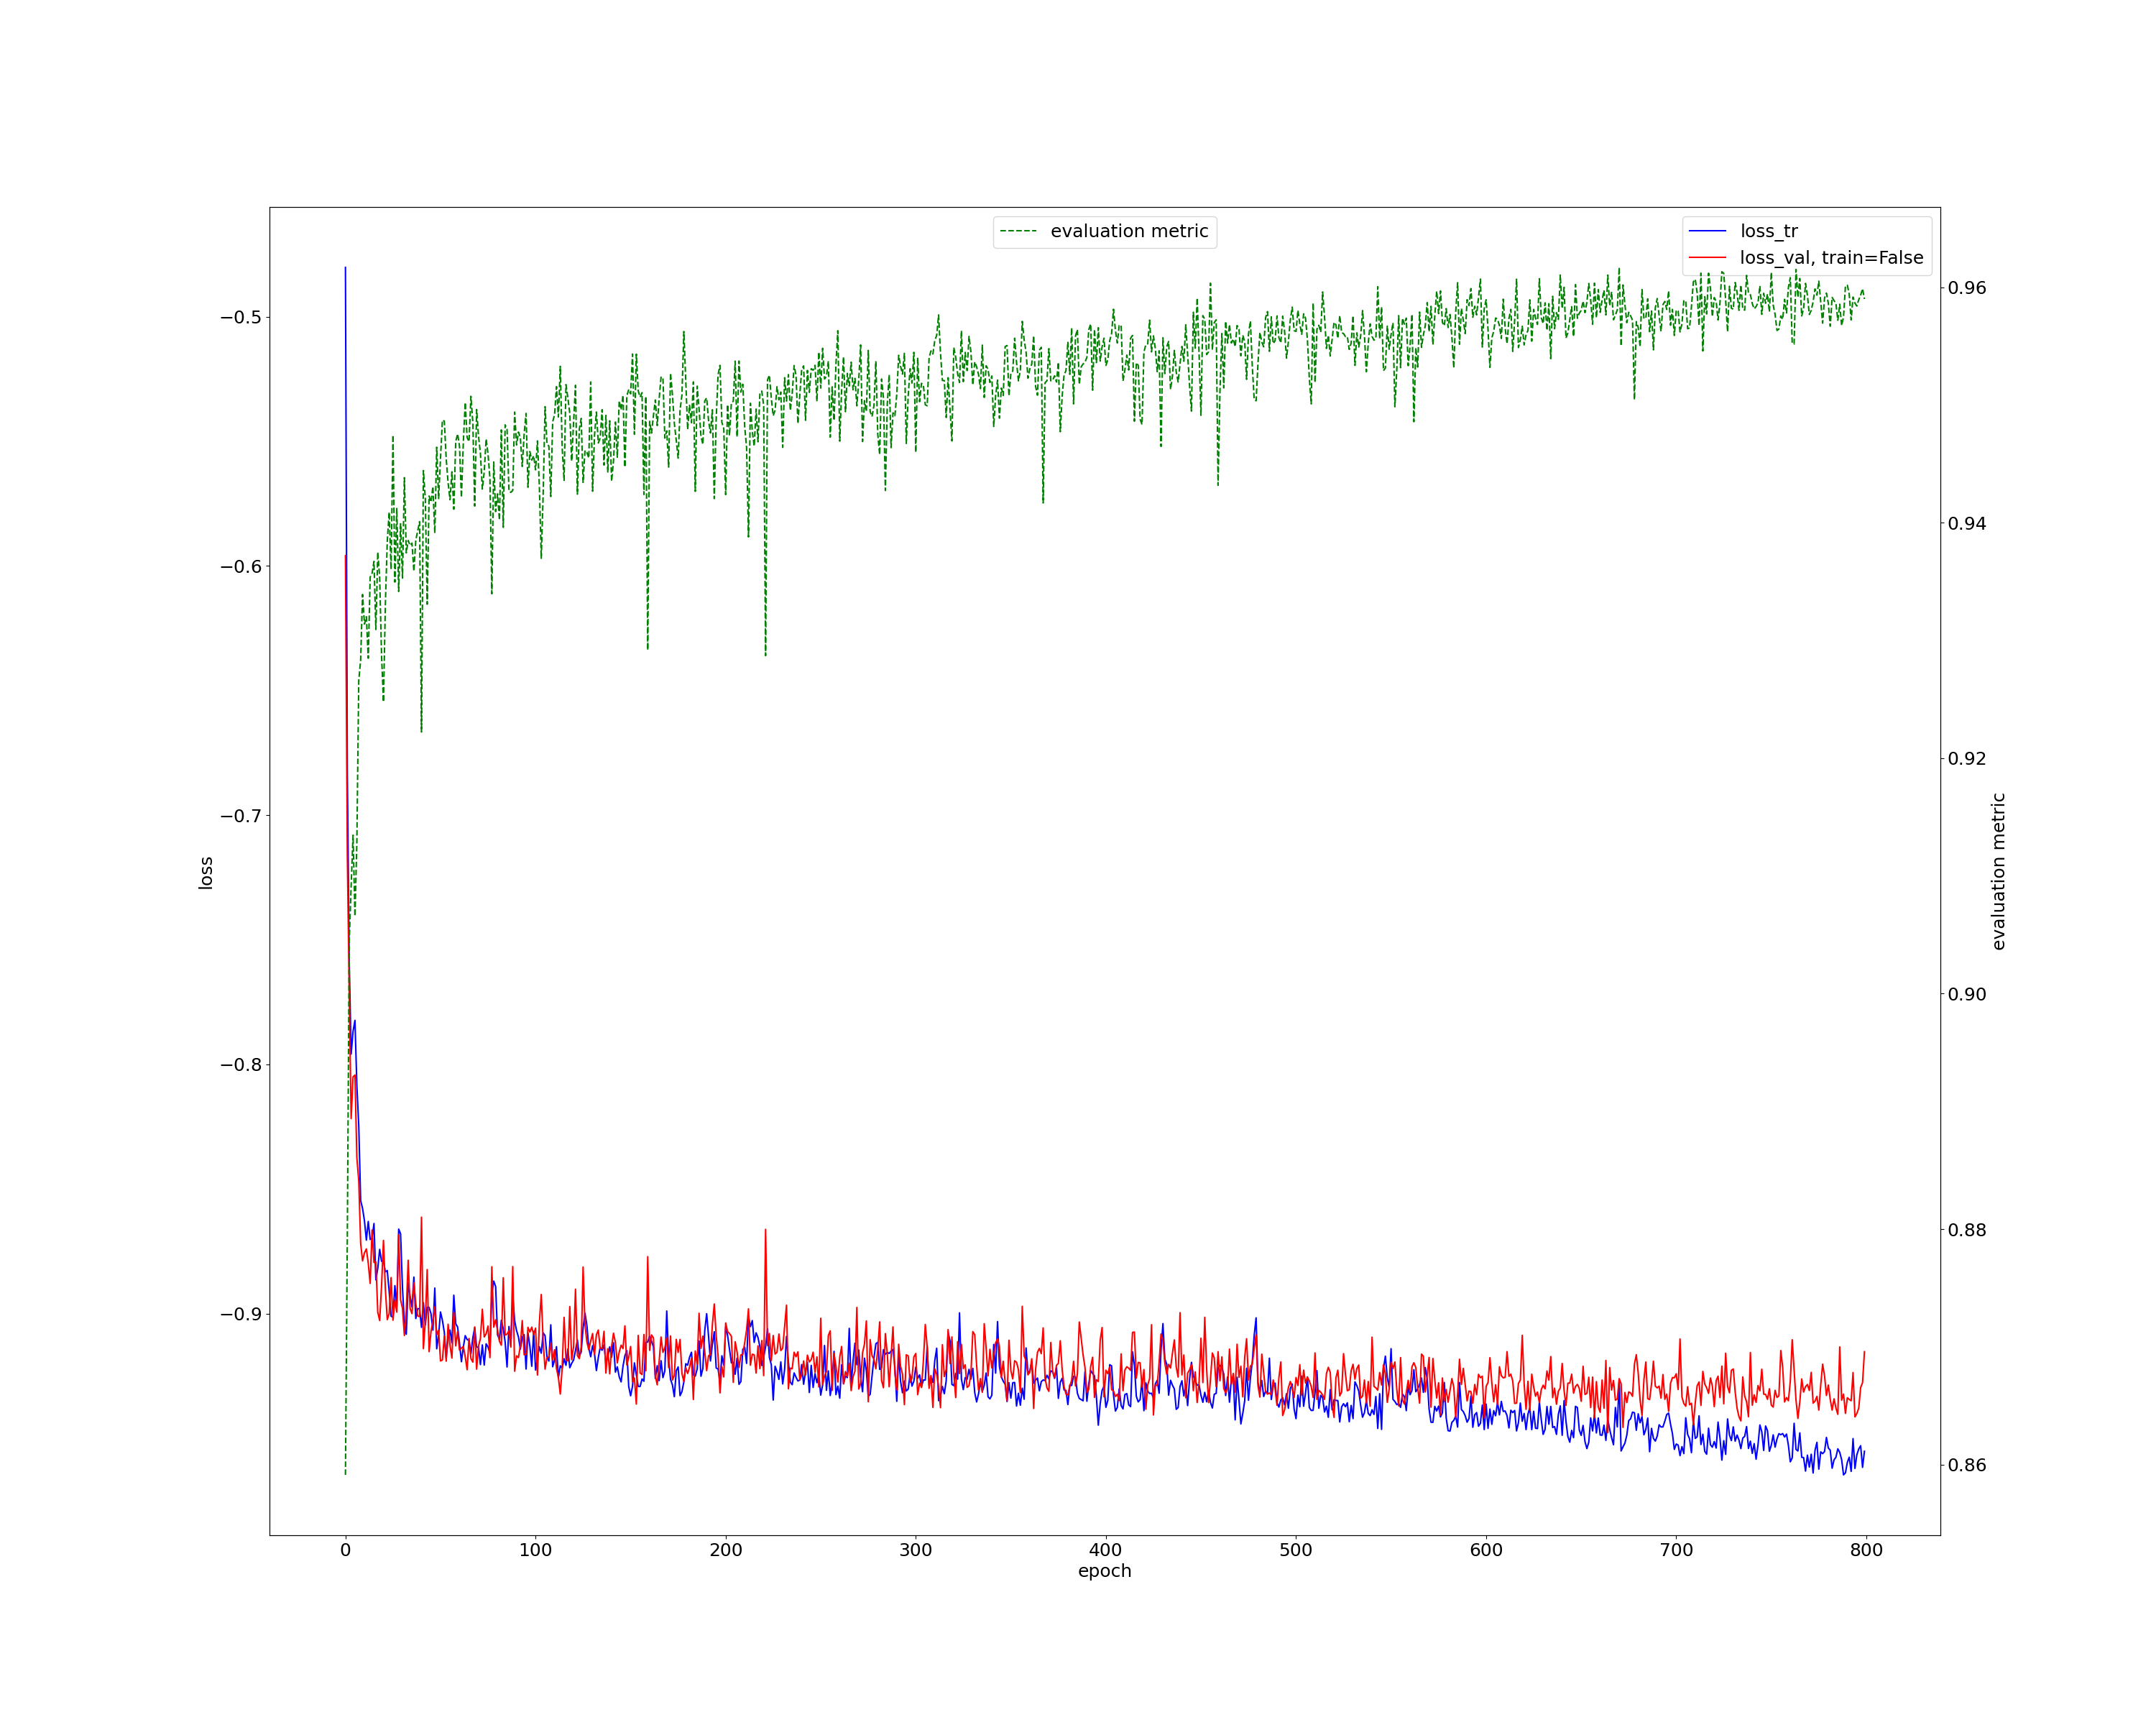 evaluation metric
loss_tr
loss_val, train=False
−0.5
−0.6
−0.7
−0.8
−0.9
loss
0.96
0.94
0.92
0.90
0.88
0.86
evaluation metric
0 100 200 300 400 500 600 700 800
epoch